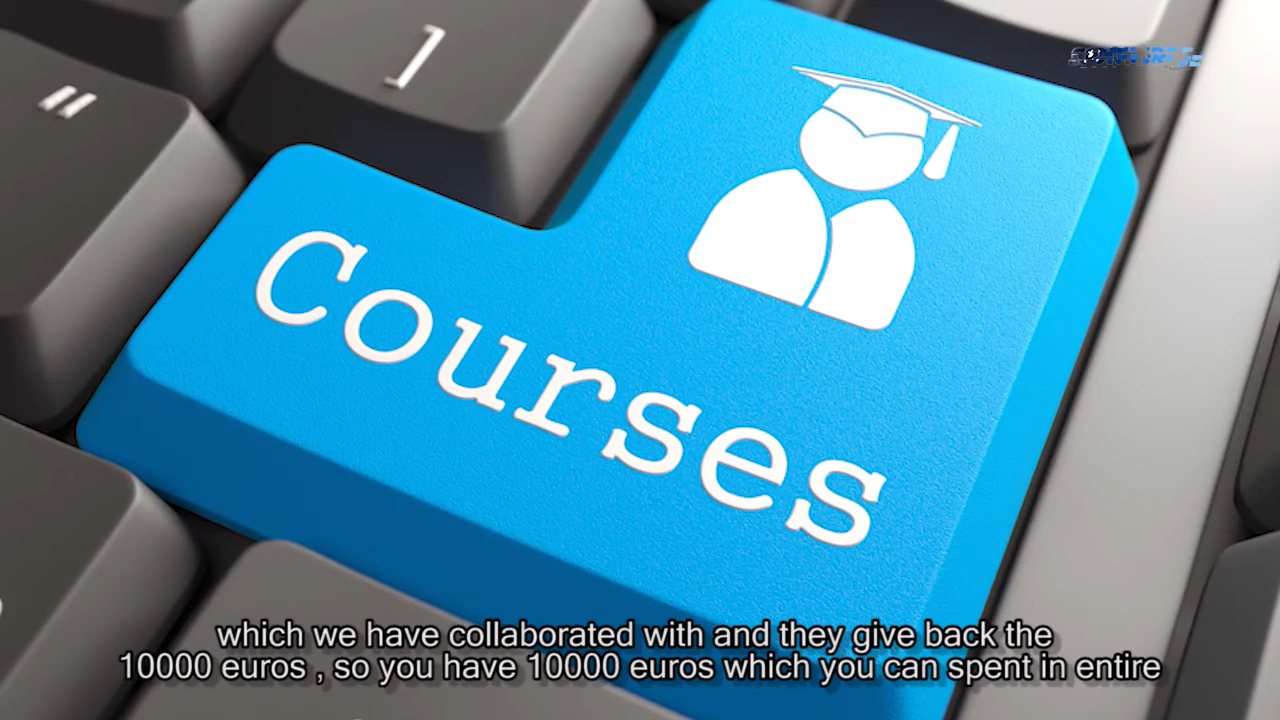 ]
"
Courses
which we have collaborated with and they give back the
10000 euros , so you have 10000 euros which you can spent in entire